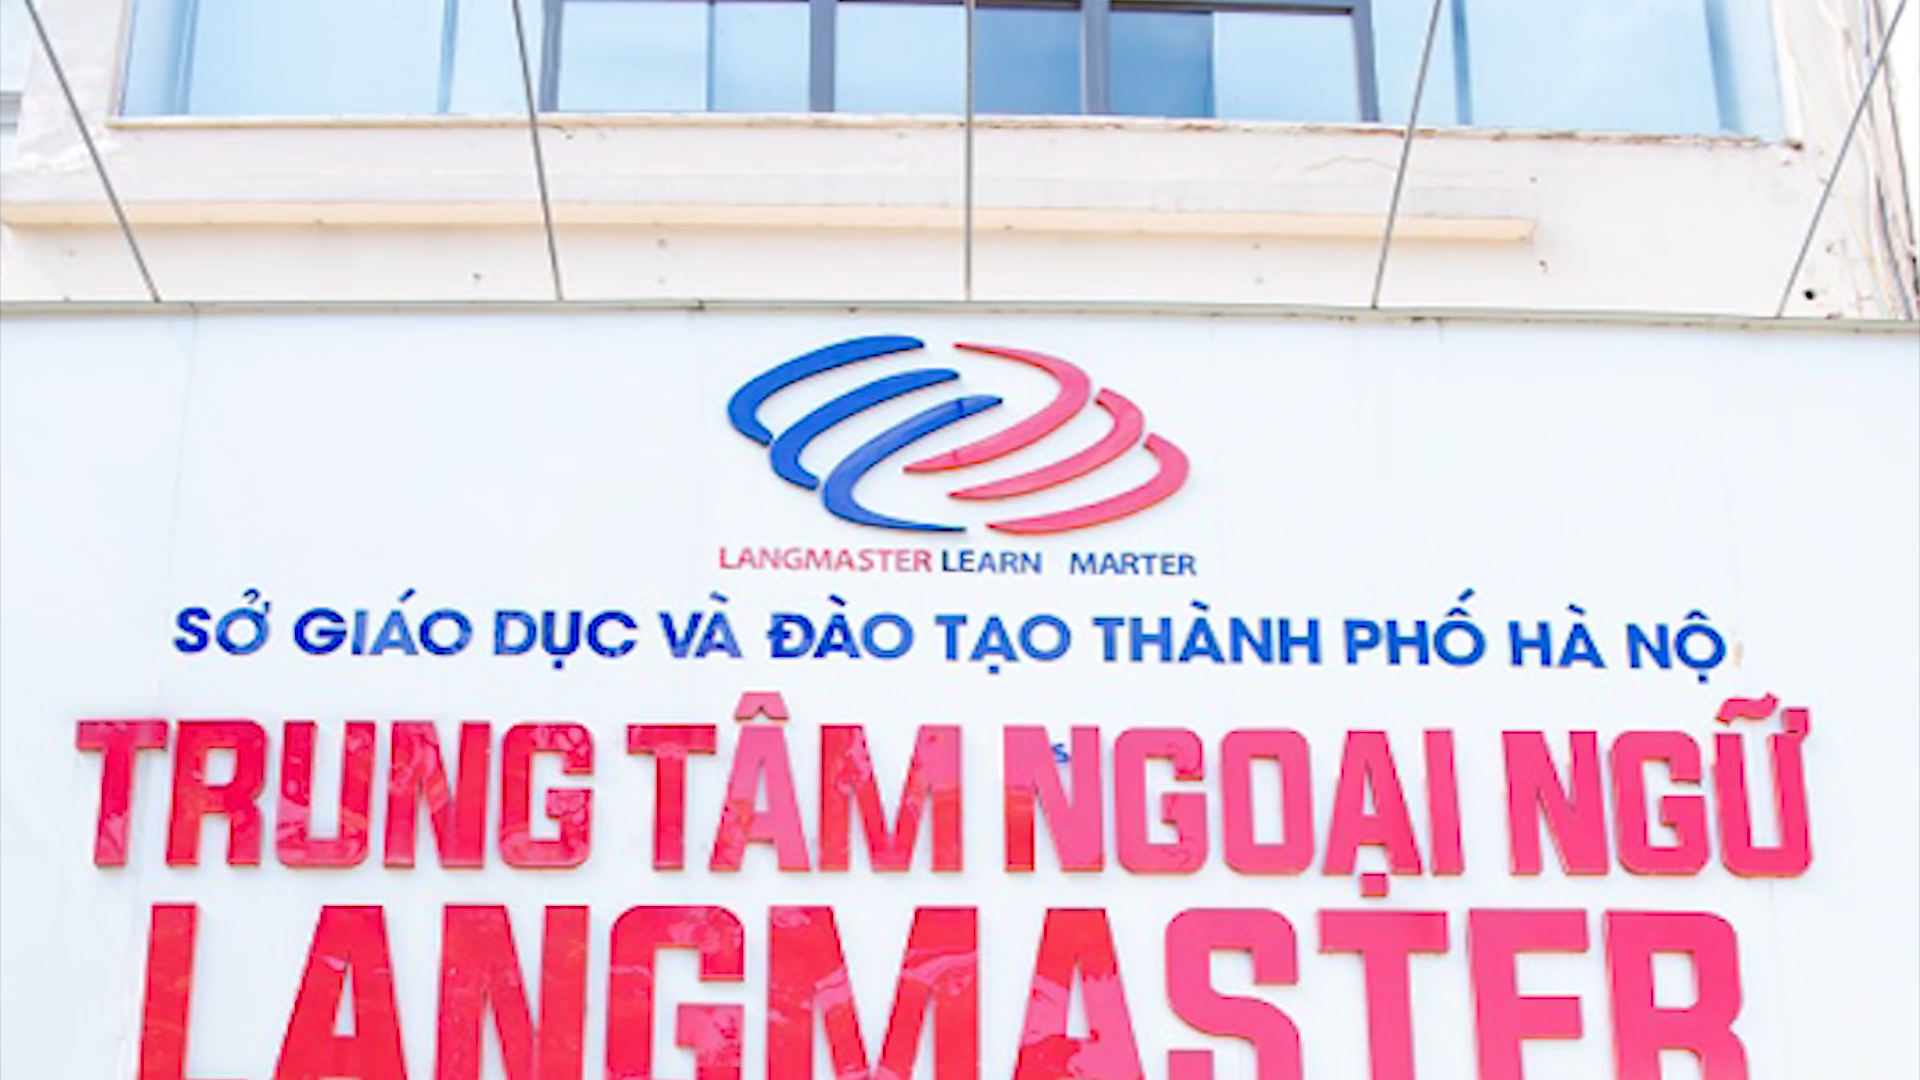 LANGMASTER LEARN MARTER
SỞ GIÁO DỤC VÀ ĐÀO TẠO THÀNH PHỐ HÀ NỘ
TRUNG TÂM NGOẠI NGỮ
LANGMASTER